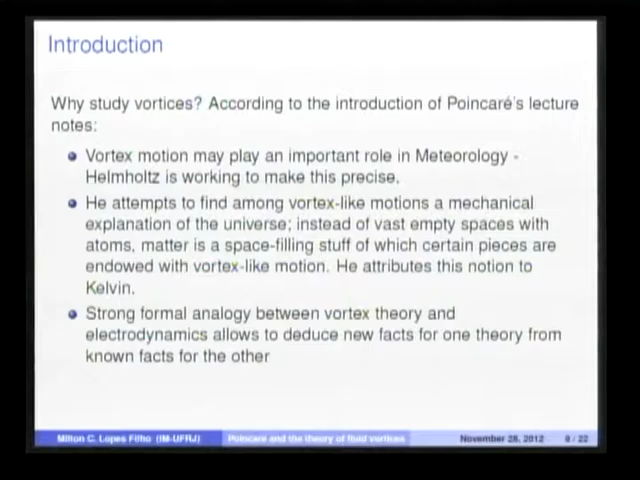 Introduction
Why study vortices? According to the introduction of Poincaré's lecture
notes:
Vortex motion may play an important role in Meteorology -
Helmholtz is working to make this precise.
He attempts to find among vortex-like motions a mechanical
explanation of the universe; instead of vast empty spaces with
atoms, matter is a space-filling stuff of which certain pieces are
endowed with vortex-like motion. He attributes this notion to
Kelvin.
Strong formal analogy between vortex theory and
electrodynamics allows to deduce new facts for one theory from
known facts for the other
Milton C. Lopes Filho (IM-UFRJ) Poincaré and the theory of fluid vortices November 28, 2012 8 / 22